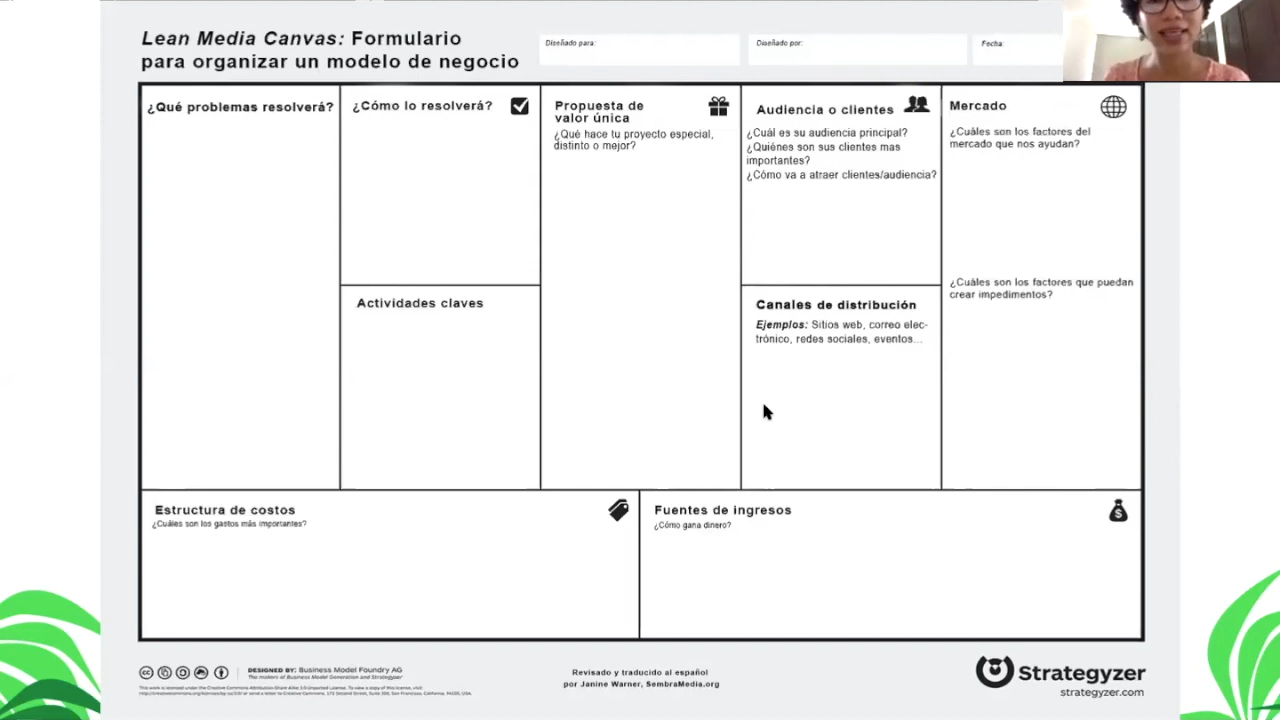 Lean Media Canvas: Formulario
para organizar un modelo de negocio
Diseñado para:
Diseñado por:
Fecha:
¿Qué problemas resolverá?
¿Cómo lo resolverá?
Actividades claves
Propuesta de
valor única
¿Qué hace tu proyecto especial,
distinto o mejor?
Audiencia o clientes
¿Cuál es su audiencia principal?
¿Quiénes son sus clientes mas
importantes?
¿Cómo va a atraer clientes/audiencia?
Canales de distribución
Ejemplos: Sitios web, correo elec-
trónico, redes sociales, eventos...
Mercado
¿Cuáles son los factores del
mercado que nos ayudan?
¿Cuáles son los factores que puedan
crear impedimentos?
Estructura de costos
¿Cuáles son los gastos más importantes?
Fuentes de ingresos
¿Cómo gana dinero?
DESIGNED BY: Business Model Foundry AG
The makers of Business Model Generation and Strategyzer
Revisado y traducido al español
por Janine Warner, SembraMedia.org
Strategyzer
strategyzer.com